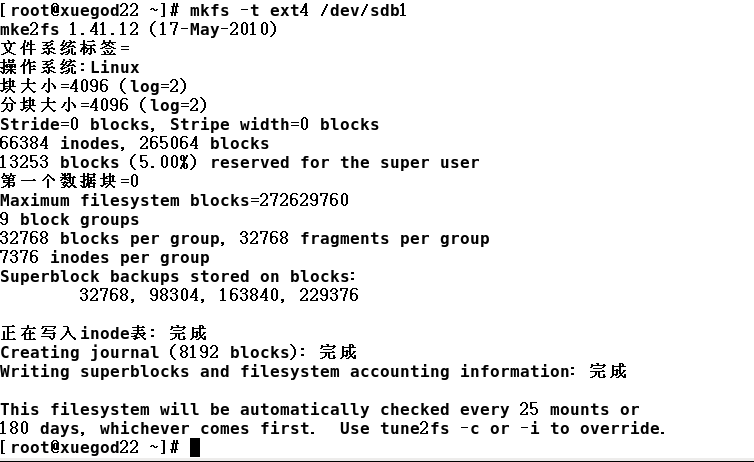 [root@xuegod22 ~]# mkfs -t ext4 /dev/sdb1
mke2fs 1.41.12 (17-May-2010)
文件系统标签=
操作系统:Linux
块大小=4096 (log=2)
分块大小=4096 (log=2)
Stride=0 blocks, Stripe width=0 blocks
66384 inodes, 265064 blocks
13253 blocks (5.00%) reserved for the super user
第一个数据块=0
Maximum filesystem blocks=272629760
9 block groups
32768 blocks per group, 32768 fragments per group
7376 inodes per group
Superblock backups stored on blocks:
32768, 98304, 163840, 229376
正在写入inode表: 完成
Creating journal (8192 blocks): 完成
Writing superblocks and filesystem accounting information: 完成
This filesystem will be automatically checked every 25 mounts or
180 days, whichever comes first.  Use tune2fs -c or -i to override.
[root@xuegod22 ~]#